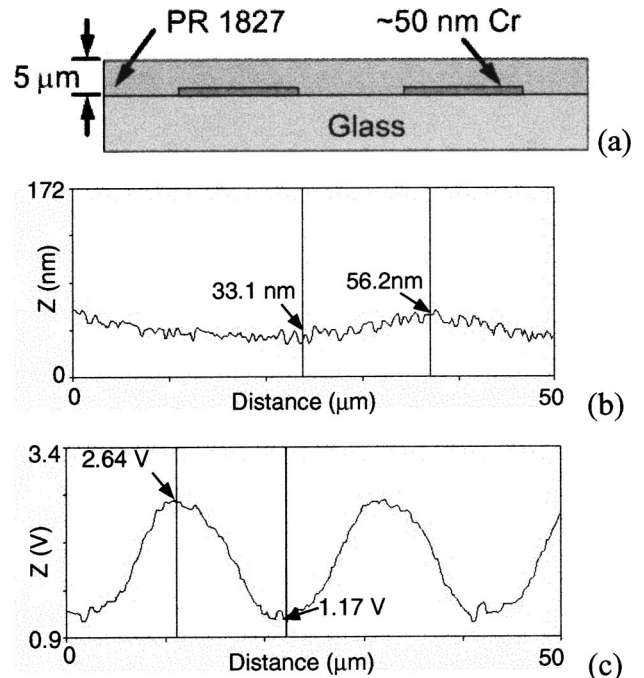 PR 1827
~50 nm Cr
5 μm
Glass
(a)
172
Z (nm)
33.1 nm
56.2nm
0
0
Distance (μm)
50
(b)
3.4
2.64 V
Z (V)
1.17 V
0.9
0
Distance (μm)
50
(c)